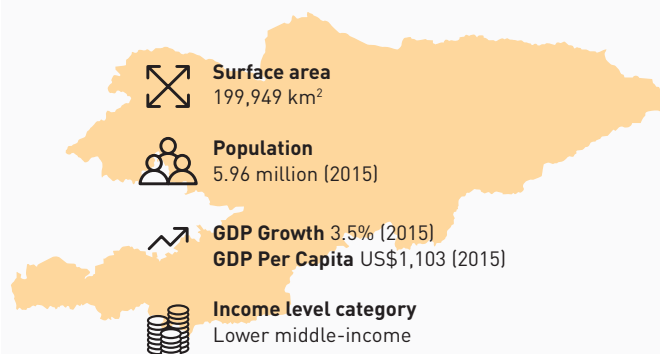 Surface area
199,949 km²
Population
5.96 million (2015)
GDP Growth 3.5% (2015)
GDP Per Capita US$1,103 (2015)
Income level category
Lower middle-income